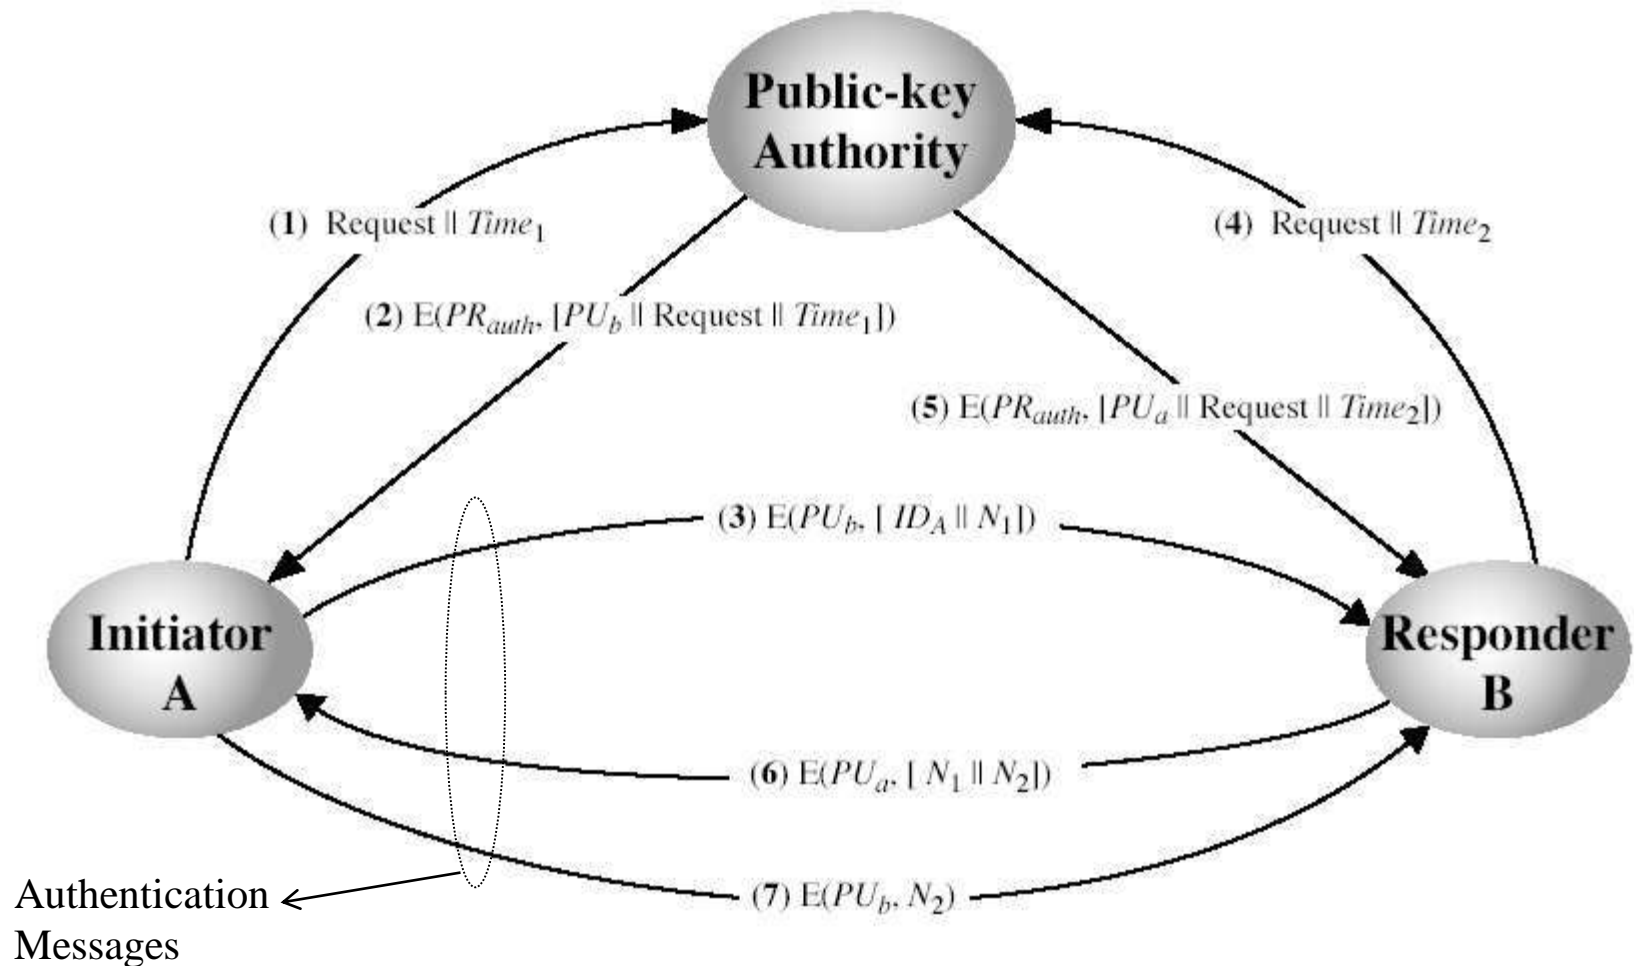 Public-key
Authority
(1) Request || Time1
(4) Request || Time2
(2) E(PRauth, [PUb || Request || Time1])
(5) E(PRauth, [PUa || Request || Time2])
(3) E(PUb, [ IDA || N1])
Initiator
A
Responder
B
(6) E(PUa, [ N1 || N2])
(7) E(PUb, N2)
Authentication
Messages